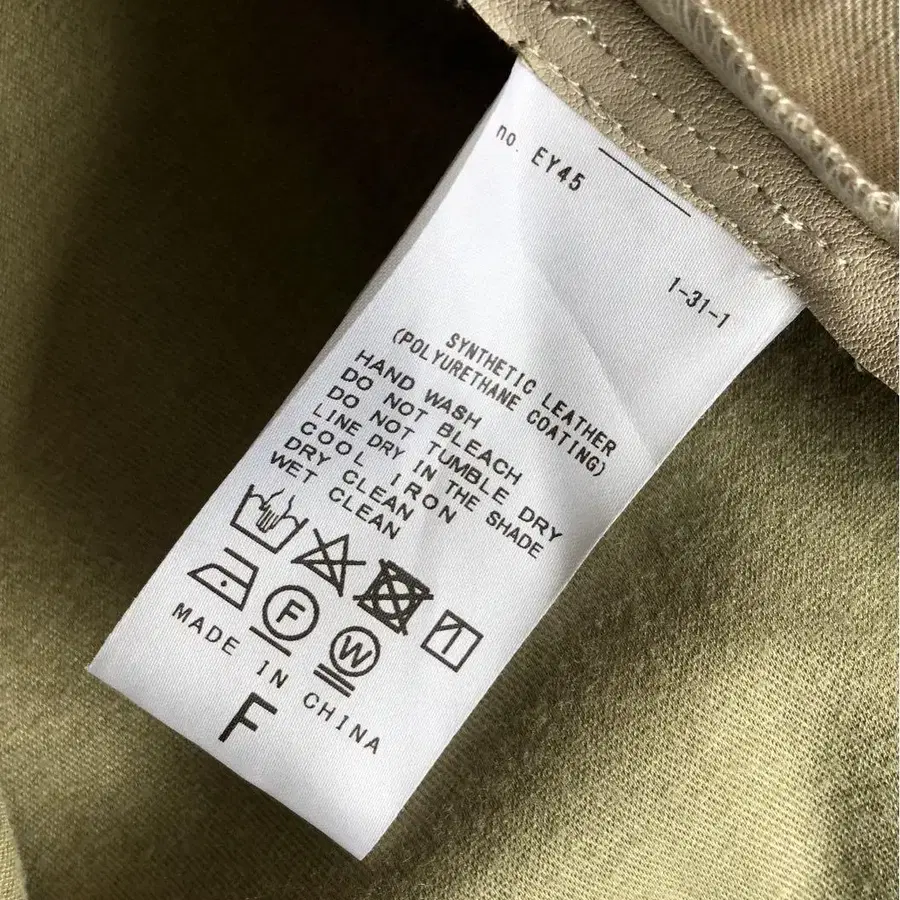 no. EY45
1-31-1
SYNTHETIC LEATHER
(POLYURETHANE COATING)
HAND WASH
DO NOT BLEACH
DO NOT TUMBLE DRY
LINE DRY IN THE SHADE
COOL IRON
DRY CLEAN
WET CLEAN
F
W
MADE IN CHINA
F